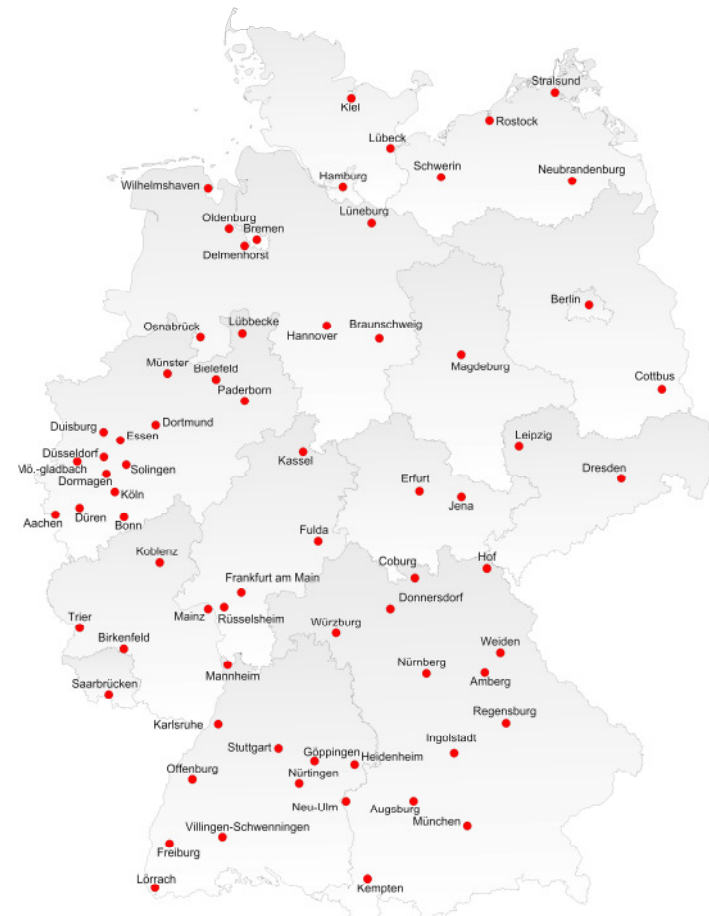 Stralsund
Kiel
Rostock
Lübeck
Schwerin
Neubrandenburg
Hamburg
Wilhelmshaven
Lüneburg
Oldenburg
Bremen
Delmenhorst
Berlin
Osnabrück
Lübbecke
Hannover
Braunschweig
Magdeburg
Münster
Bielefeld
Paderborn
Cottbus
Duisburg
Essen
Dortmund
Leipzig
Düsseldorf
Mö.-gladbach
Solingen
Dormagen
Kassel
Erfurt
Dresden
Köln
Jena
Aachen
Düren
Bonn
Fulda
Koblenz
Coburg
Hof
Frankfurt am Main
Donnersdorf
Mainz
Rüsselsheim
Trier
Würzburg
Birkenfeld
Weiden
Mannheim
Nürnberg
Amberg
Saarbrücken
Regensburg
Karlsruhe
Stuttgart
Göppingen
Heidenheim
Ingolstadt
Offenburg
Nürtingen
Neu-Ulm
Augsburg
München
Villingen-Schwenningen
Freiburg
Lörrach
Kempten